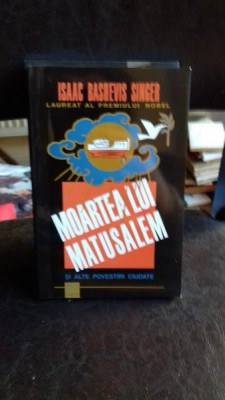 ISAAC BASHEVIS SINGER
LAUREAT AL PREMIULUI NOBEL
MOARTEA LUI
MATUSALEM
ȘI ALTE POVESTIRI CIUDATE